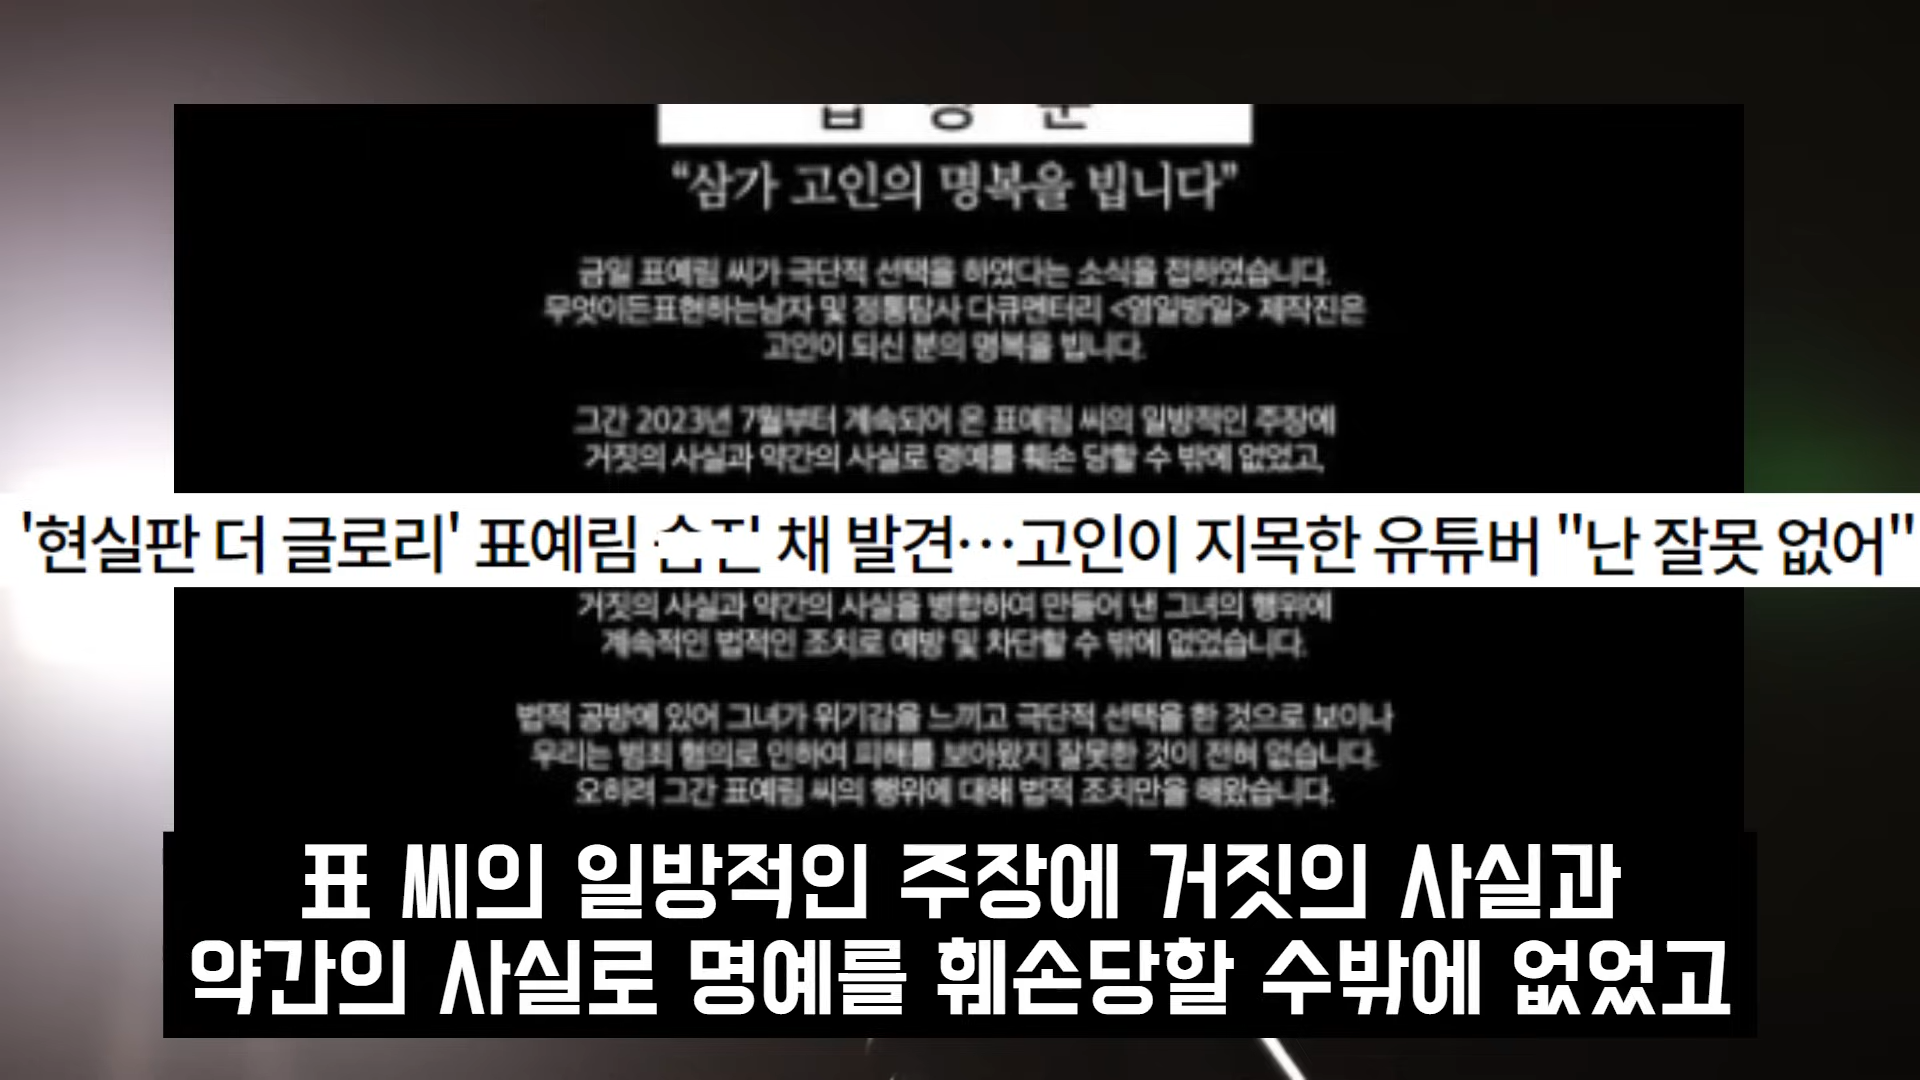 “삼가 고인의 명복을 빕니다”
금일 표예림 씨가 극단적 선택을 하였다는 소식을 접하였습니다.
무엇이든표현하는남자 및 정통탐사 다큐멘터리 <염일방일> 제작진은
고인이 되신 분의 명복을 빕니다.
그간 2023년 7월부터 계속되어 온 표예림 씨의 일방적인 주장에
거짓의 사실과 약간의 사실로 명예를 훼손 당할 수 밖에 없었고,
'현실판 더 글로리' 표예림 채 발견…고인이 지목한 유튜버 "난 잘못 없어"
거짓의 사실과 약간의 사실을 병합하여 만들어 낸 그녀의 행위에
계속적인 법적인 조치로 예방 및 차단할 수 밖에 없었습니다.
법적 공방에 있어 그녀가 위기감을 느끼고 극단적 선택을 한 것으로 보이나
우리는 범죄 혐의로 인하여 피해를 보아왔지 잘못한 것이 전혀 없습니다.
오히려 그간 표예림 씨의 행위에 대해 법적 조치만을 해왔습니다.
표 씨의 일방적인 주장에 거짓의 사실과
약간의 사실로 명예를 훼손당할 수밖에 없었고